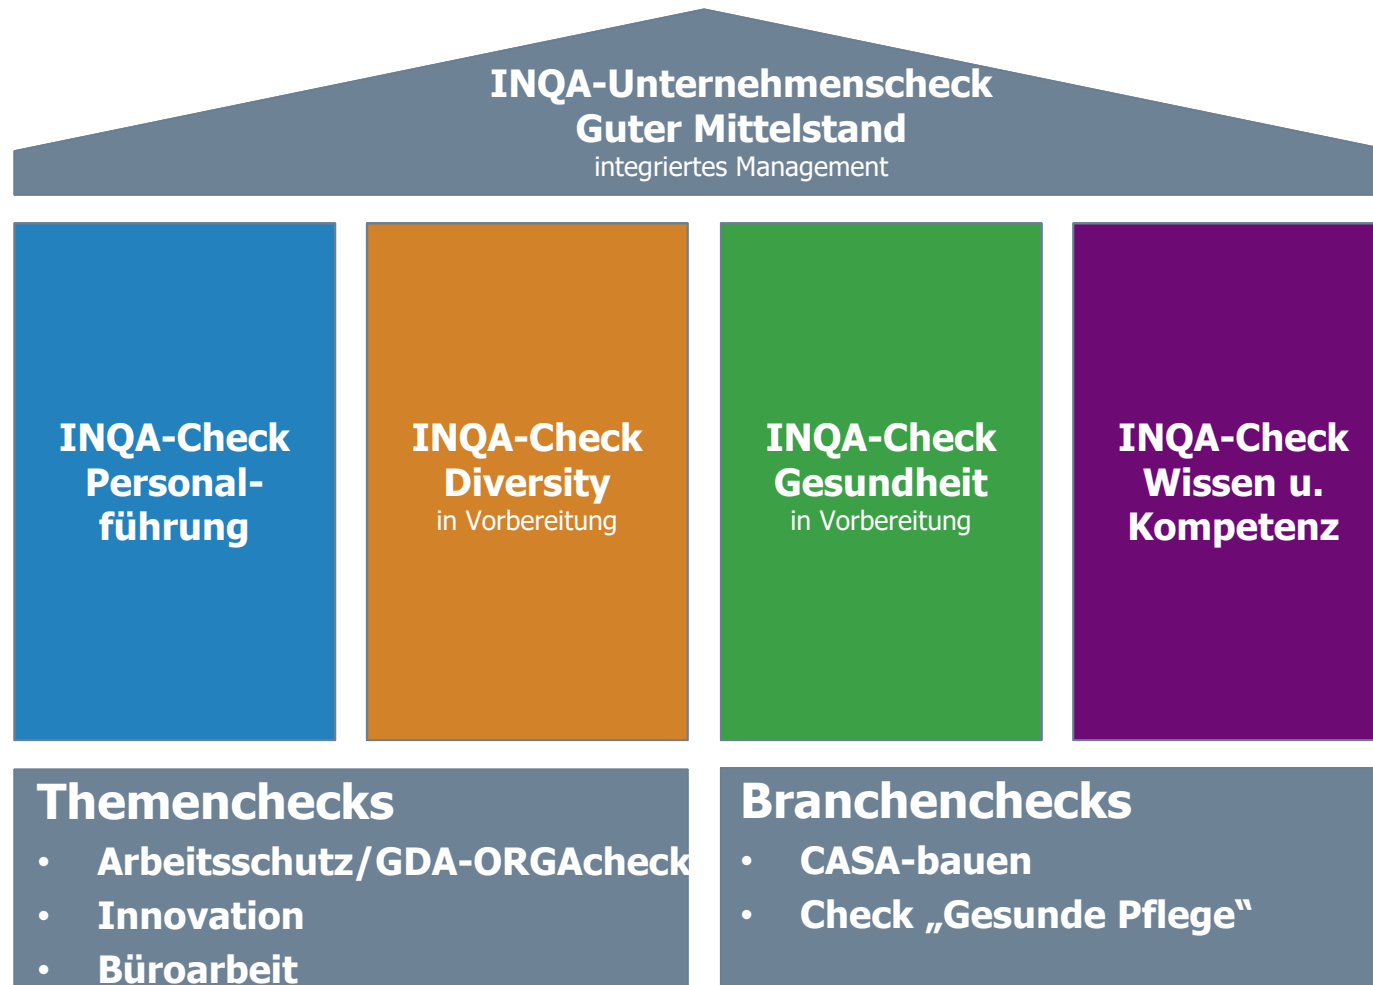 INQA-Unternehmenscheck
Guter Mittelstand
integriertes Management
INQA-Check
Personal-
führung
INQA-Check
Diversity
in Vorbereitung
INQA-Check
Gesundheit
in Vorbereitung
INQA-Check
Wissen u.
Kompetenz
Themenchecks
• Arbeitsschutz/GDA-ORGAcheck
• Innovation
• Büroarbeit
Branchenchecks
• CASA-bauen
• Check „Gesunde Pflege“